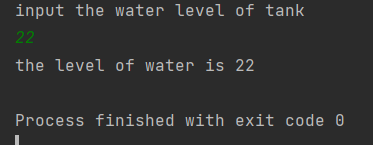 input the water level of tank
22
the level of water is 22
Process finished with exit code 0